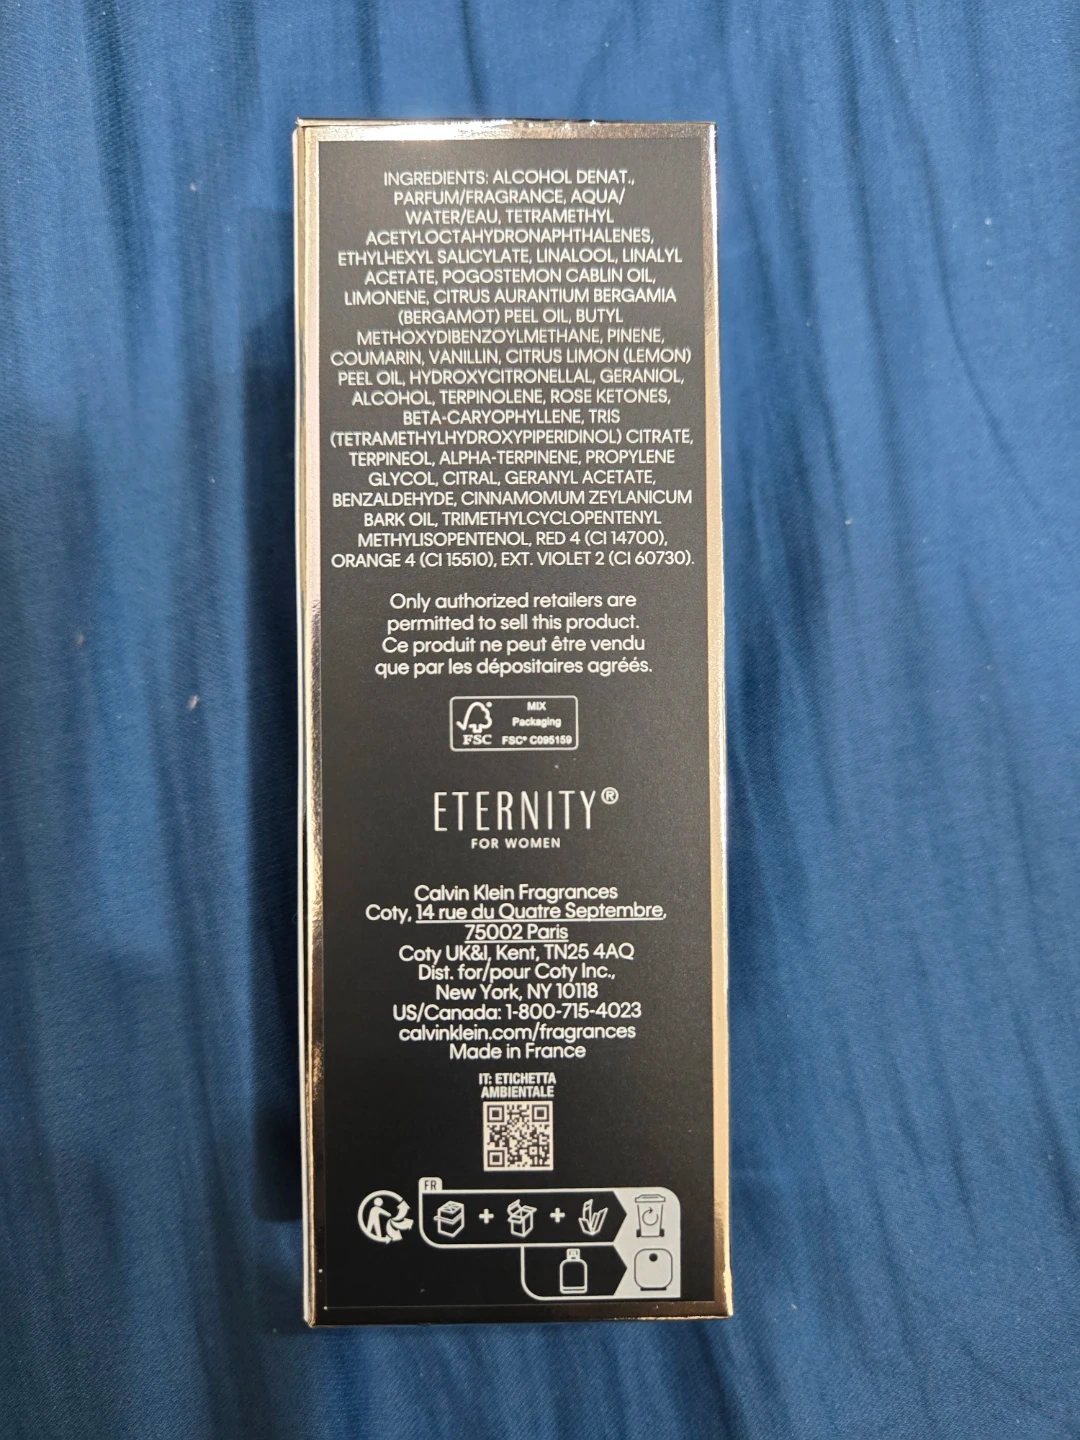 INGREDIENTS: ALCOHOL DENAT.,
PARFUM/FRAGRANCE, AQUA/
WATER/EAU, TETRAMETHYL
ACETYLOCTAHYDRONAPHTHALENES,
ETHYLHEXYL SALICYLATE, LINALOOL, LINALYL
ACETATE, POGOSTEMON CABLIN OIL,
LIMONENE, CITRUS AURANTIUM BERGAMIA
(BERGAMOT) PEEL OIL, BUTYL
METHOXYDIBENZOYLMETHANE, PINENE,
COUMARIN, VANILLIN, CITRUS LIMON (LEMON)
PEEL OIL, HYDROXYCITRONELLAL, GERANIOL,
ALCOHOL, TERPINOLENE, ROSE KETONES,
BETA-CARYOPHYLLENE, TRIS
(TETRAMETHYLHYDROXYPIPERIDINOL) CITRATE,
TERPINEOL, ALPHA-TERPINENE, PROPYLENE
GLYCOL, CITRAL, GERANYL ACETATE,
BENZALDEHYDE, CINNAMOMUM ZEYLANICUM
BARK OIL, TRIMETHYLCYCLOPENTENYL
METHYLISOPENTENOL, RED 4 (CI 14700),
ORANGE 4 (CI 15510), EXT. VIOLET 2 (CI 60730).
Only authorized retailers are
permitted to sell this product.
Ce produit ne peut être vendu
que par les dépositaires agréés.
MIX
Packaging
FSC FSC® C095159
ETERNITY®
FOR WOMEN
Calvin Klein Fragrances
Coty, 14 rue du Quatre Septembre,
75002 Paris
Coty UK&I, Kent, TN25 4AQ
Dist. for/pour Coty Inc.,
New York, NY 10118
US/Canada: 1-800-715-4023
calvinklein.com/fragrances
Made in France
IT: ETICHETTA
AMBIENTALE
FR
+ +